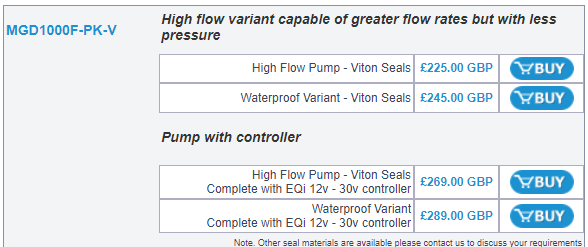 MGD1000F-PK-V
High flow variant capable of greater flow rates but with less
pressure
High Flow Pump - Viton Seals £225.00 GBP BUY
Waterproof Variant - Viton Seals £245.00 GBP BUY
Pump with controller
High Flow Pump - Viton Seals
Complete with EQi 12v - 30v controller £269.00 GBP BUY
Waterproof Variant
Complete with EQi 12v - 30v controller £289.00 GBP BUY
Note. Other seal materials are available please contact us to discuss your requirements